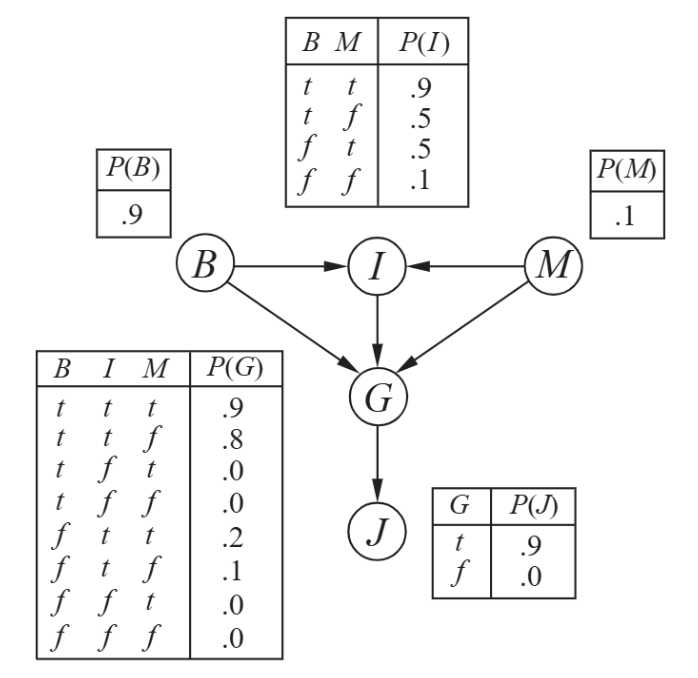 B M P(I)
t t .9
t f .5
f t .5
f f .1
P(B)
.9
P(M)
.1
B
I
M
B I M P(G)
t t t .9
t t f .8
t f t .0
t f f .0
f t t .2
f t f .1
f f t .0
f f f .0
G
J
G P(J)
t .9
f .0